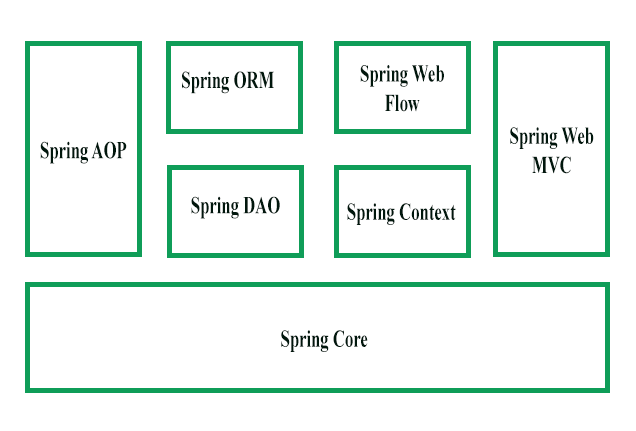 Spring AOP
Spring ORM
Spring Web
Flow
Spring Web
MVC
Spring DAO
Spring Context
Spring Core